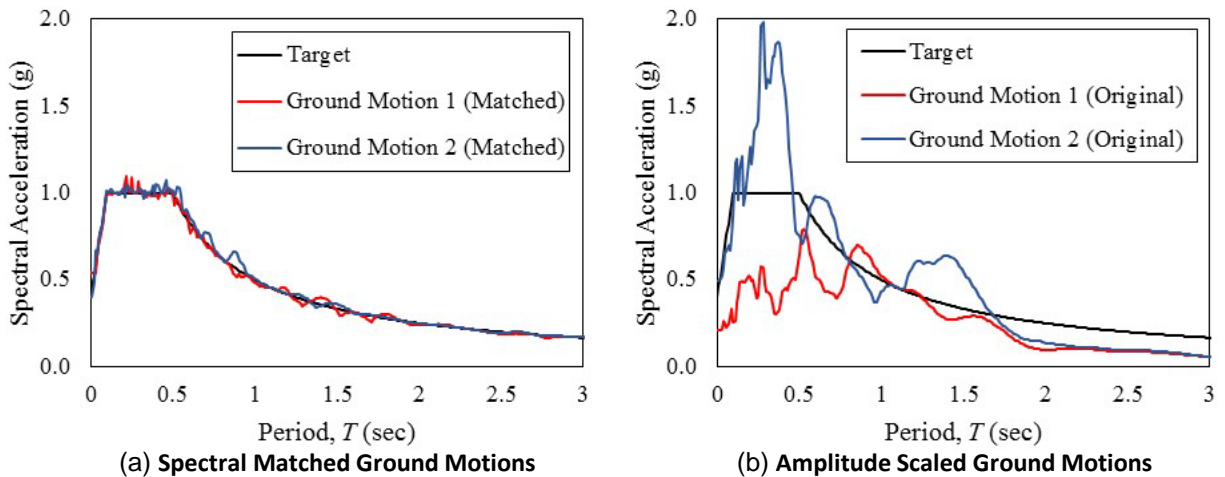 2.0
1.5
1.0
0.5
0.0
Spectral Acceleration (g)
Target
Ground Motion 1 (Matched)
Ground Motion 2 (Matched)
0 0.5 1 1.5 2 2.5 3
Period, T (sec)
(a) Spectral Matched Ground Motions
2.0
1.5
1.0
0.5
0.0
Spectral Acceleration (g)
Target
Ground Motion 1 (Original)
Ground Motion 2 (Original)
0 0.5 1 1.5 2 2.5 3
Period, T (sec)
(b) Amplitude Scaled Ground Motions